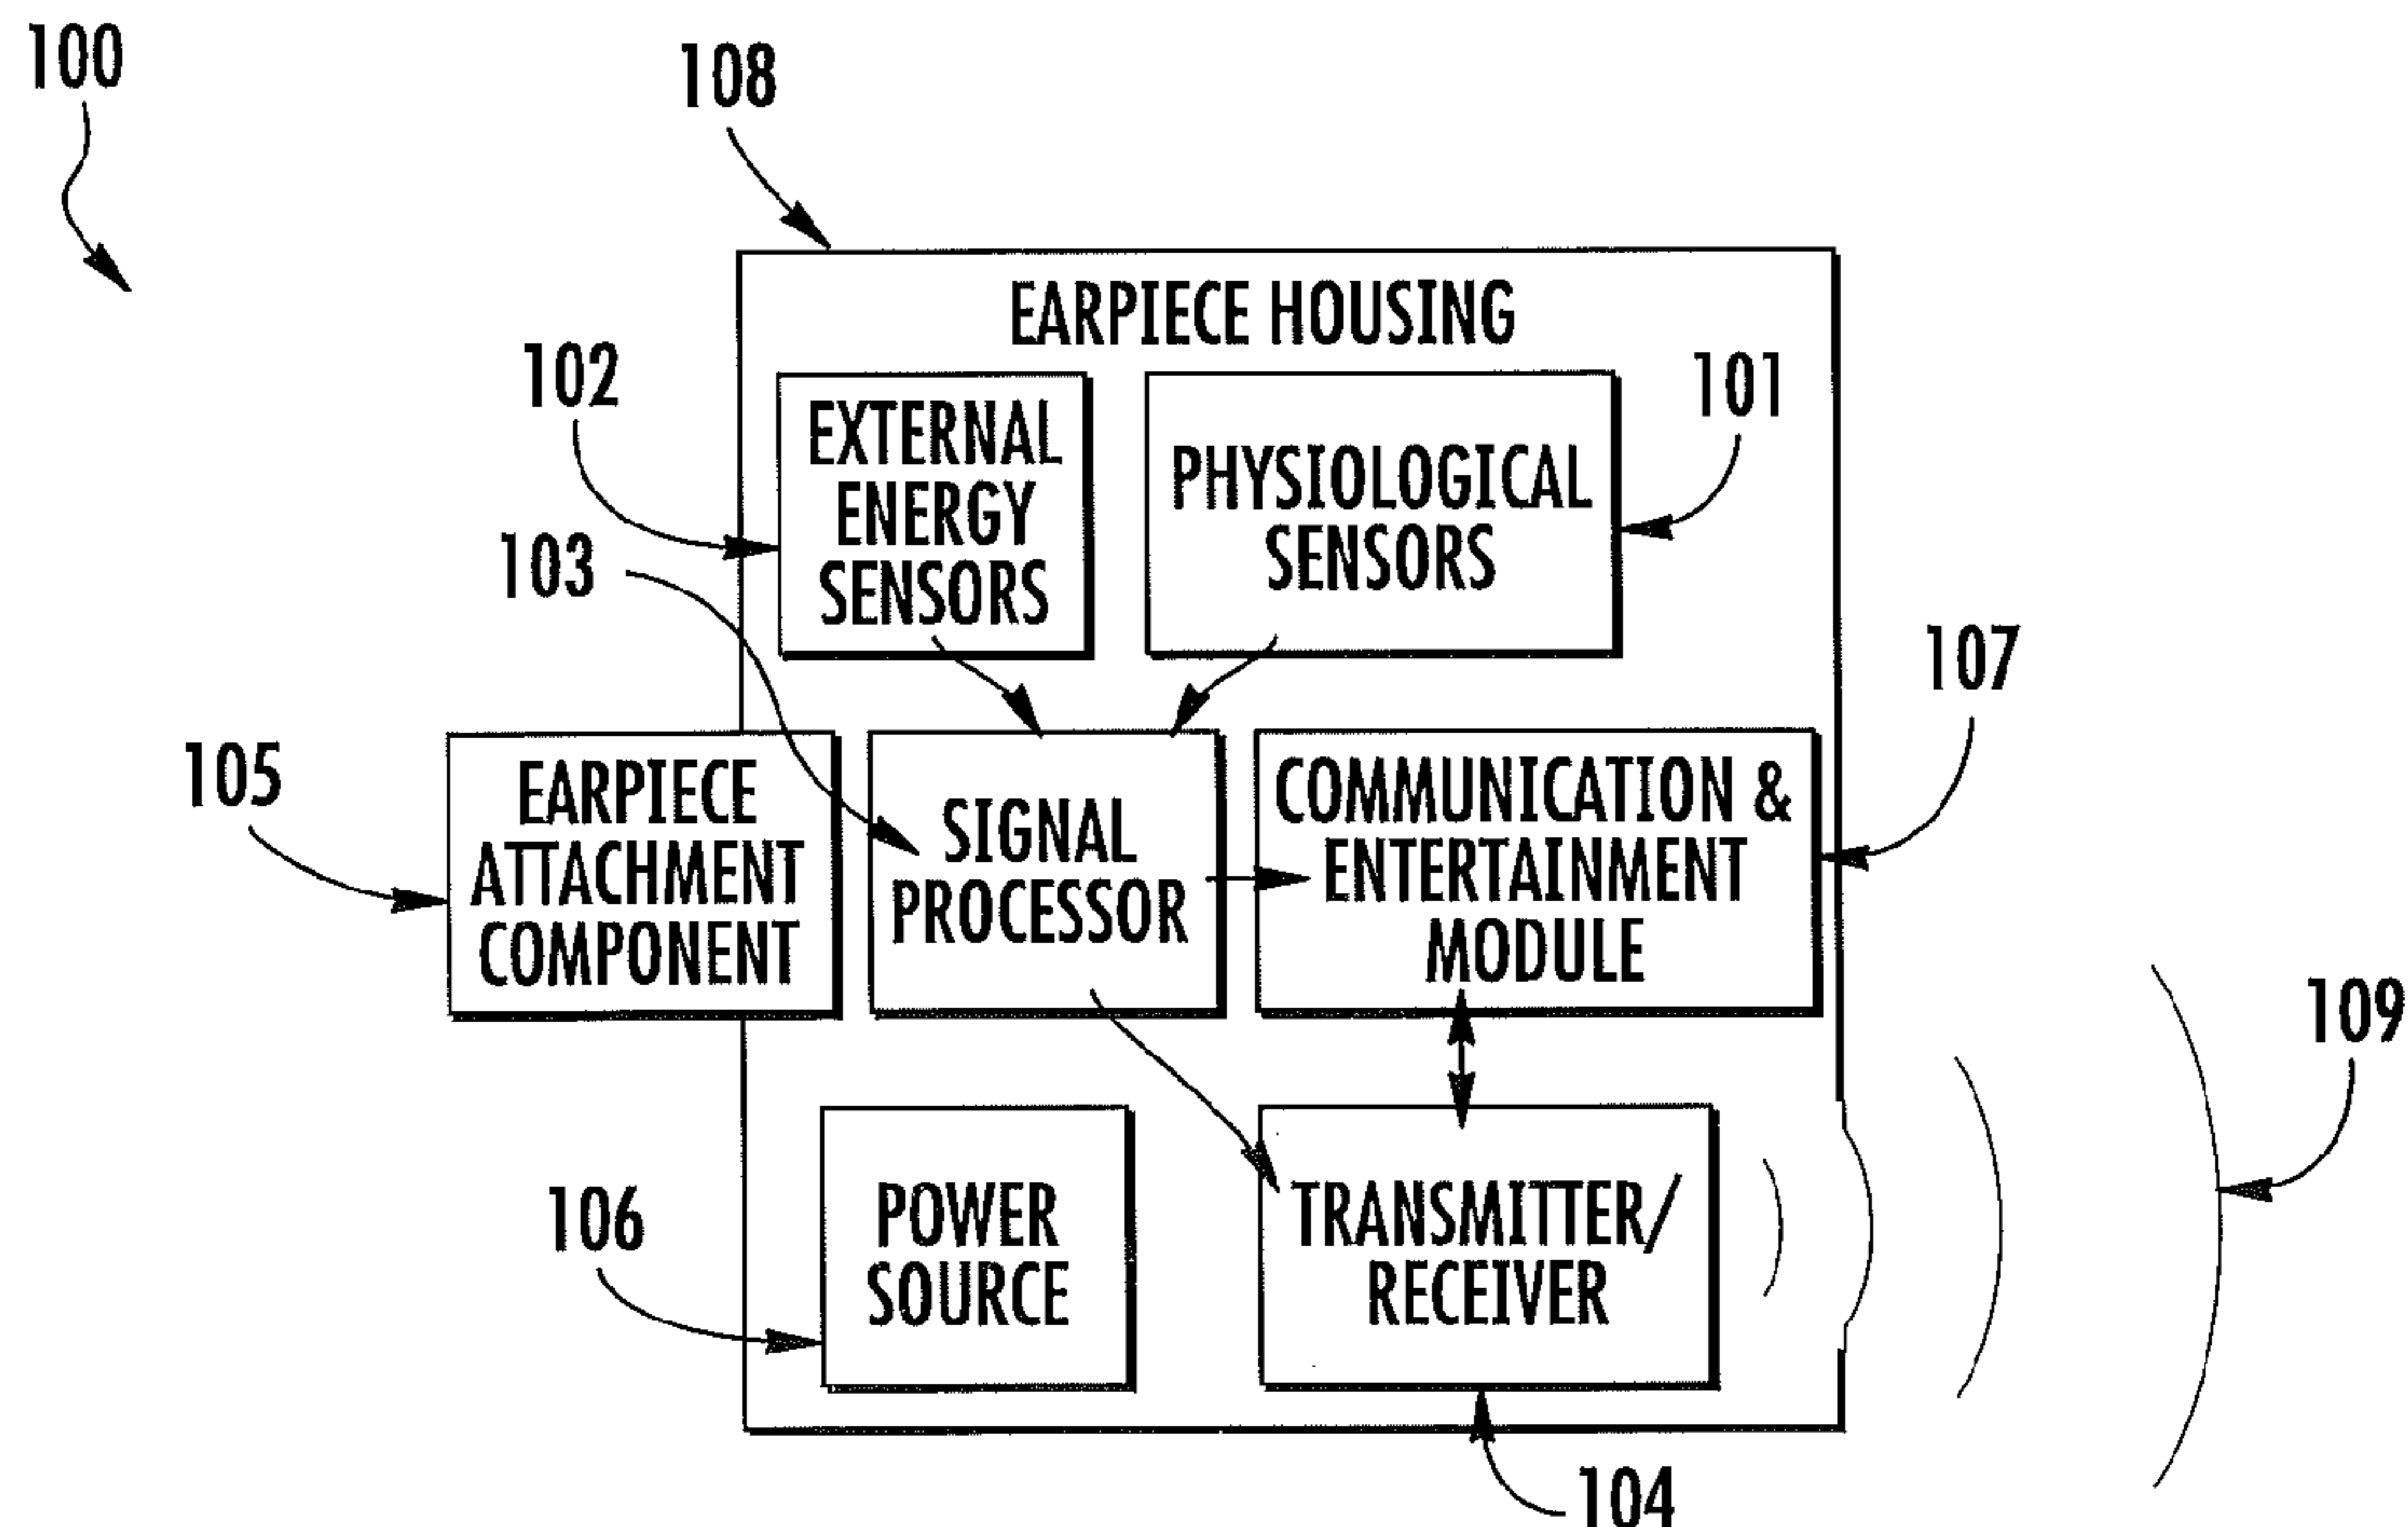 100
108
EARPIECE HOUSING
102
EXTERNAL
ENERGY
SENSORS
PHYSIOLOGICAL
SENSORS
101
103
107
105
EARPIECE
ATTACHMENT
COMPONENT
SIGNAL
PROCESSOR
COMMUNICATION &
ENTERTAINMENT
MODULE
109
106
POWER
SOURCE
TRANSMITTER/
RECEIVER
104